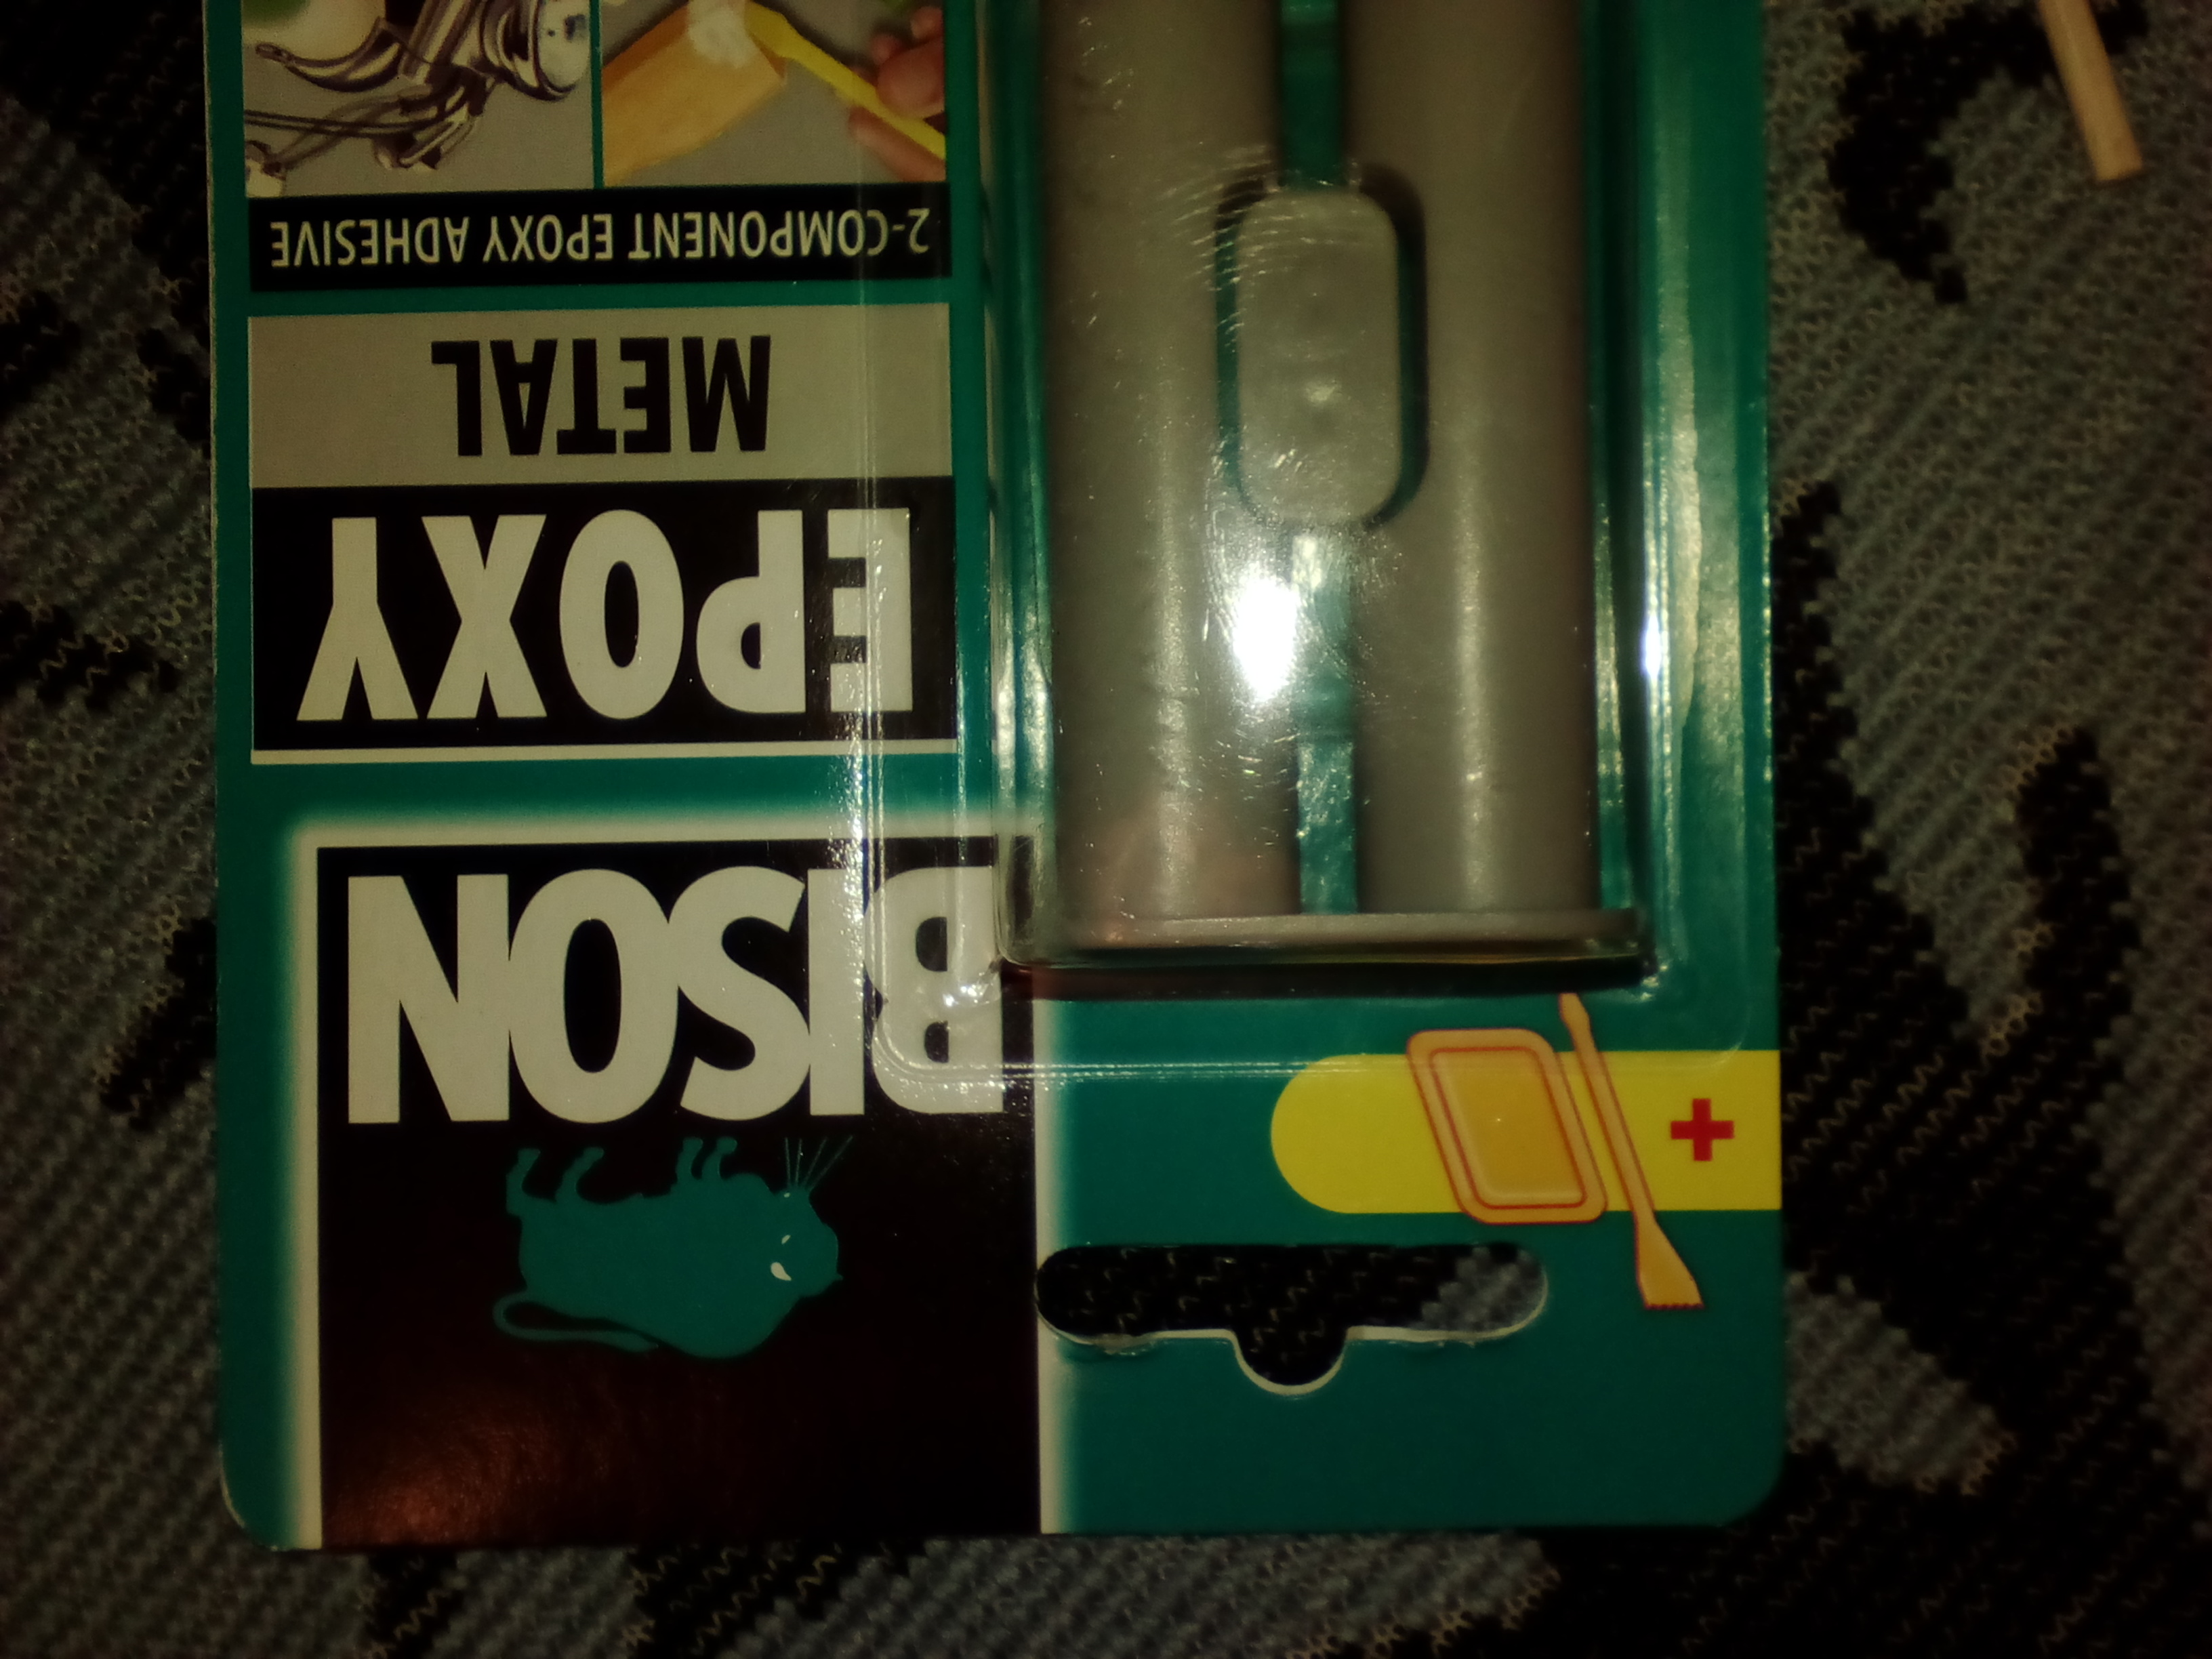 BISON
EPOXY
METAL
2-COMPONENT EPOXY ADHESIVE